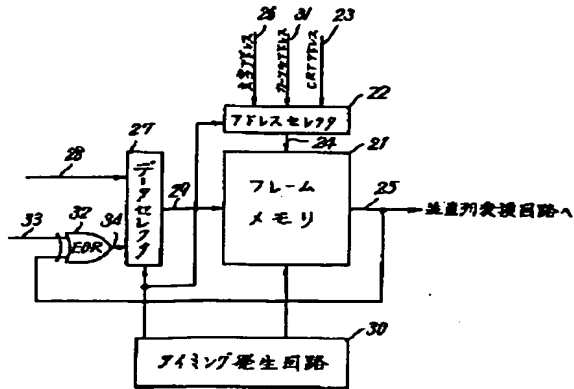 26
31
23
文字アドレス
カーソルアドレス
CRTアドレス
22
アドレスセレクタ
27
24
21
28
データセレクタ
29
フレーム
メモリ
25
並直列変換回路へ
33
32
34
EOR
30
タイミング発生回路